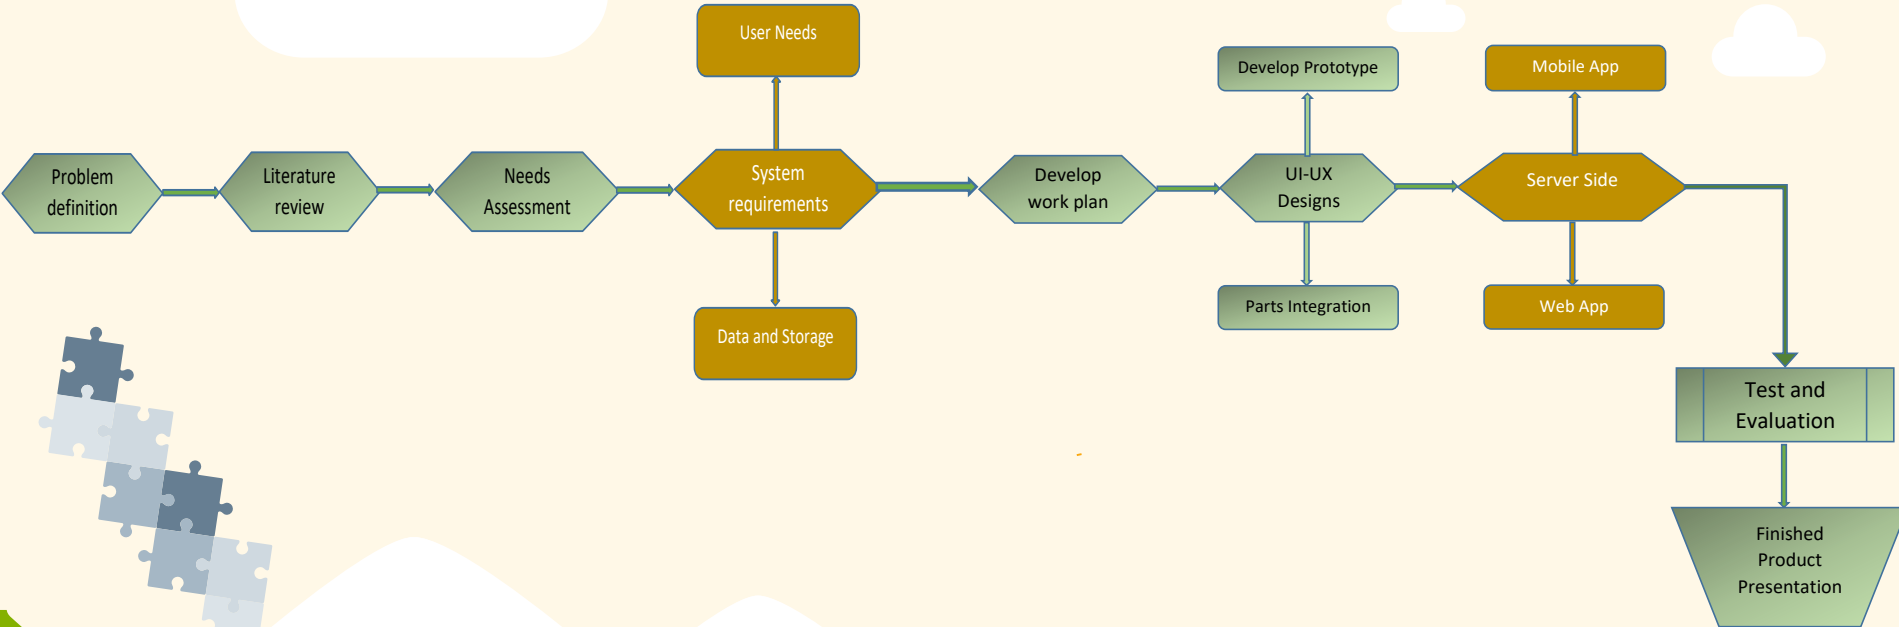 User Needs
Develop Prototype
Mobile App
Problem
definition
Literature
review
Needs
Assessment
System
requirements
Develop
work plan
UI-UX
Designs
Server Side
Data and Storage
Parts Integration
Web App
Test and
Evaluation
Finished
Product
Presentation